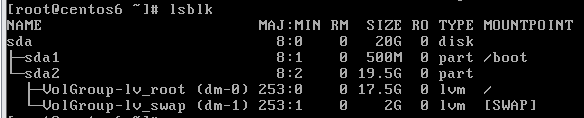 [root@centos6 ~]# lsblk
NAME                        MAJ:MIN RM  SIZE RO TYPE MOUNTPOINT
sda                           8:0    0   20G  0 disk
├─sda1                        8:1    0  500M  0 part /boot
└─sda2                        8:2    0 19.5G  0 part
  ├─VolGroup-lv_root (dm-0) 253:0    0 17.5G  0 lvm  /
  └─VolGroup-lv_swap (dm-1) 253:1    0    2G  0 lvm  [SWAP]